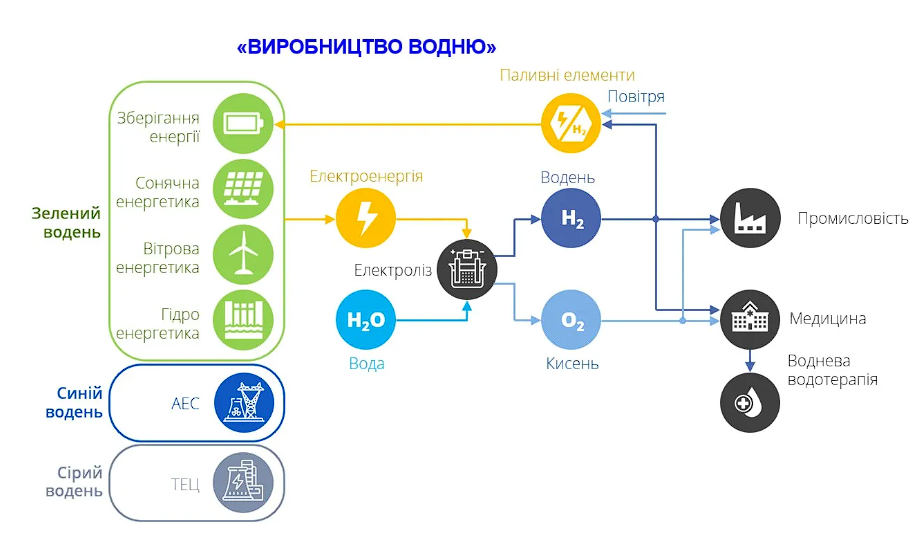 «ВИРОБНИЦТВО ВОДНЮ»
Паливні елементи
Повітря
H₂
Зберігання
енергії
Сонячна
енергетика
Вітрова
енергетика
Гідро
енергетика
Зелений
водень
Електроенергія
Електроліз
H₂O
Вода
Водень
H₂
O₂
Кисень
Промисловість
Медицина
Воднева
водотерапія
Синій
водень
АЕС
Сірий
водень
ТЕЦ